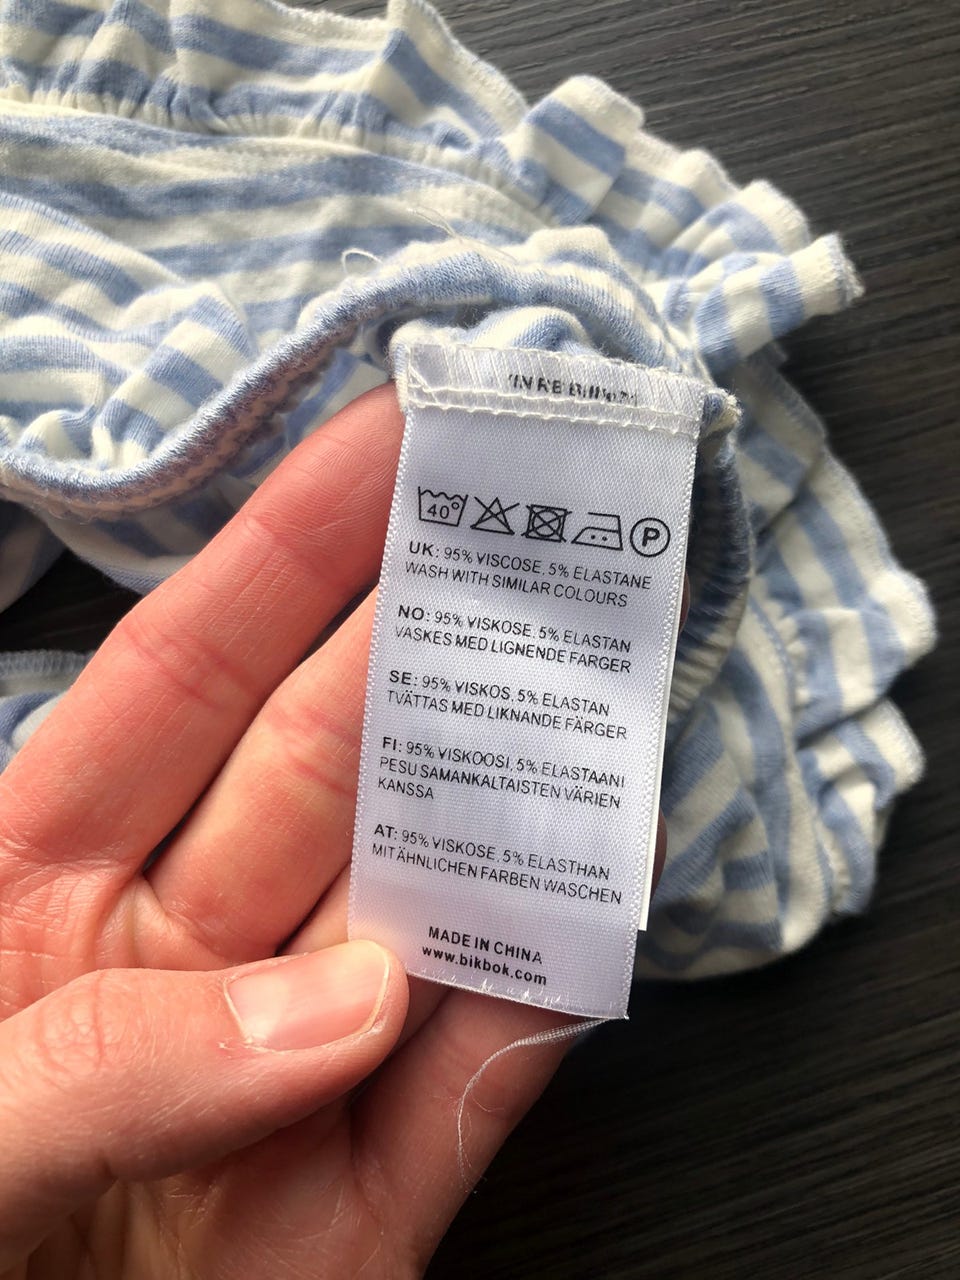 40°
P
UK: 95% VISCOSE. 5% ELASTANE
WASH WITH SIMILAR COLOURS
NO: 95% VISKOSE. 5% ELASTAN
VASKES MED LIGNENDE FARGER
SE: 95% VISKOS. 5% ELASTAN
TVÄTTAS MED LIKNANDE FÄRGER
FI: 95% VISKOOSI. 5% ELASTAANI
PESU SAMANKALTAISTEN VÄRIEN
KANSSA
AT: 95% VISKOSE. 5% ELASTHAN
MIT ÄHNLICHEN FARBEN WASCHEN
MADE IN CHINA
www.bikbok.com